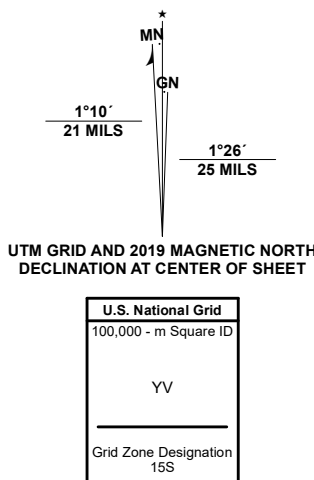 ★
MN
GN
1°10´
21 MILS
1°26´
25 MILS
UTM GRID AND 2019 MAGNETIC NORTH
DECLINATION AT CENTER OF SHEET
U.S. National Grid
100,000 - m Square ID
YV
Grid Zone Designation
15S